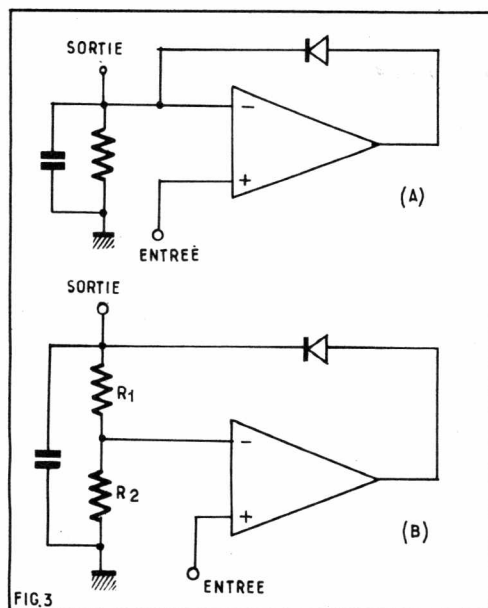 SORTIE
−
+
(A)
ENTREÉ
SORTIE
R1
−
R2
+
(B)
ENTREE
FIG.3